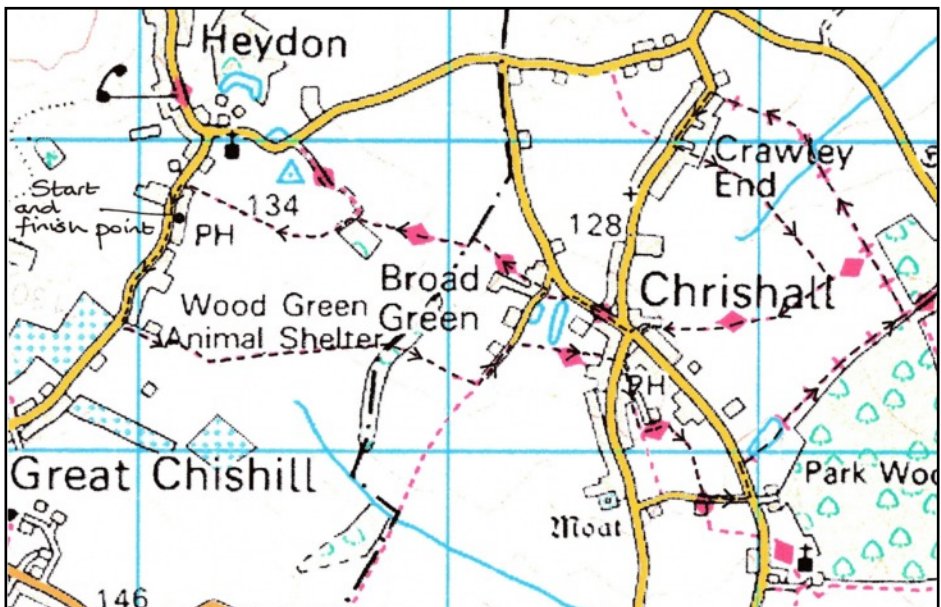 Heydon
Crawley
End
Start
and
finish point
134
PH
128
Broad
Green
Chrishall
Wood Green
Animal Shelter
PH
Great Chishill
Park Woo
Moat
146